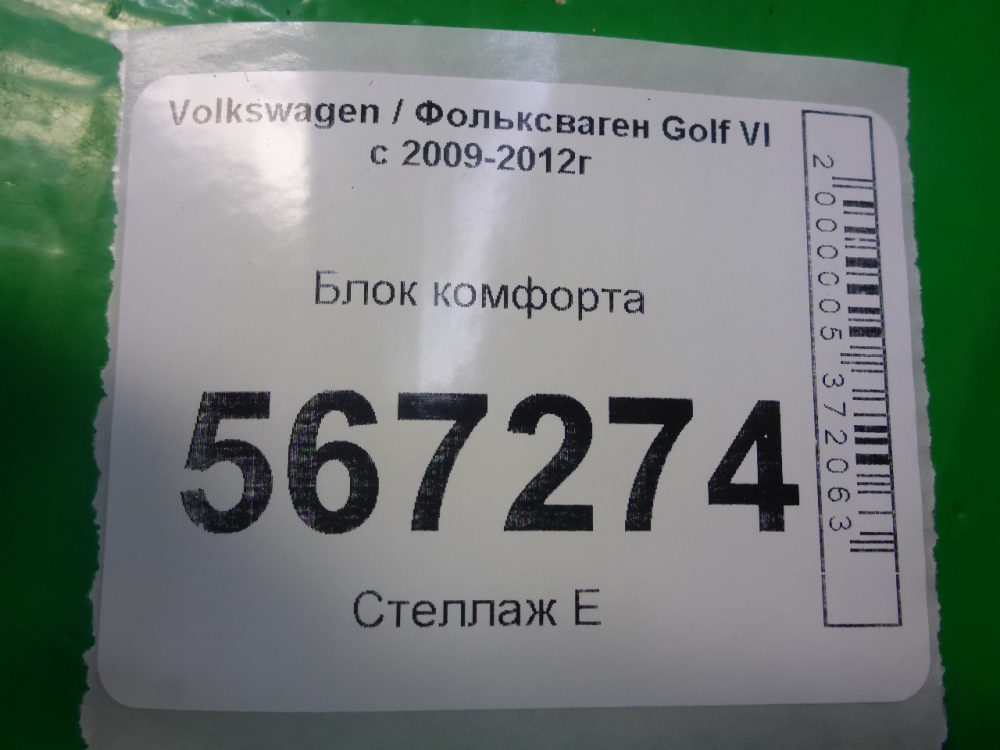 Volkswagen / Фольксваген Golf VI
с 2009-2012г
Блок комфорта
567274
Стеллаж Е
2000005372063